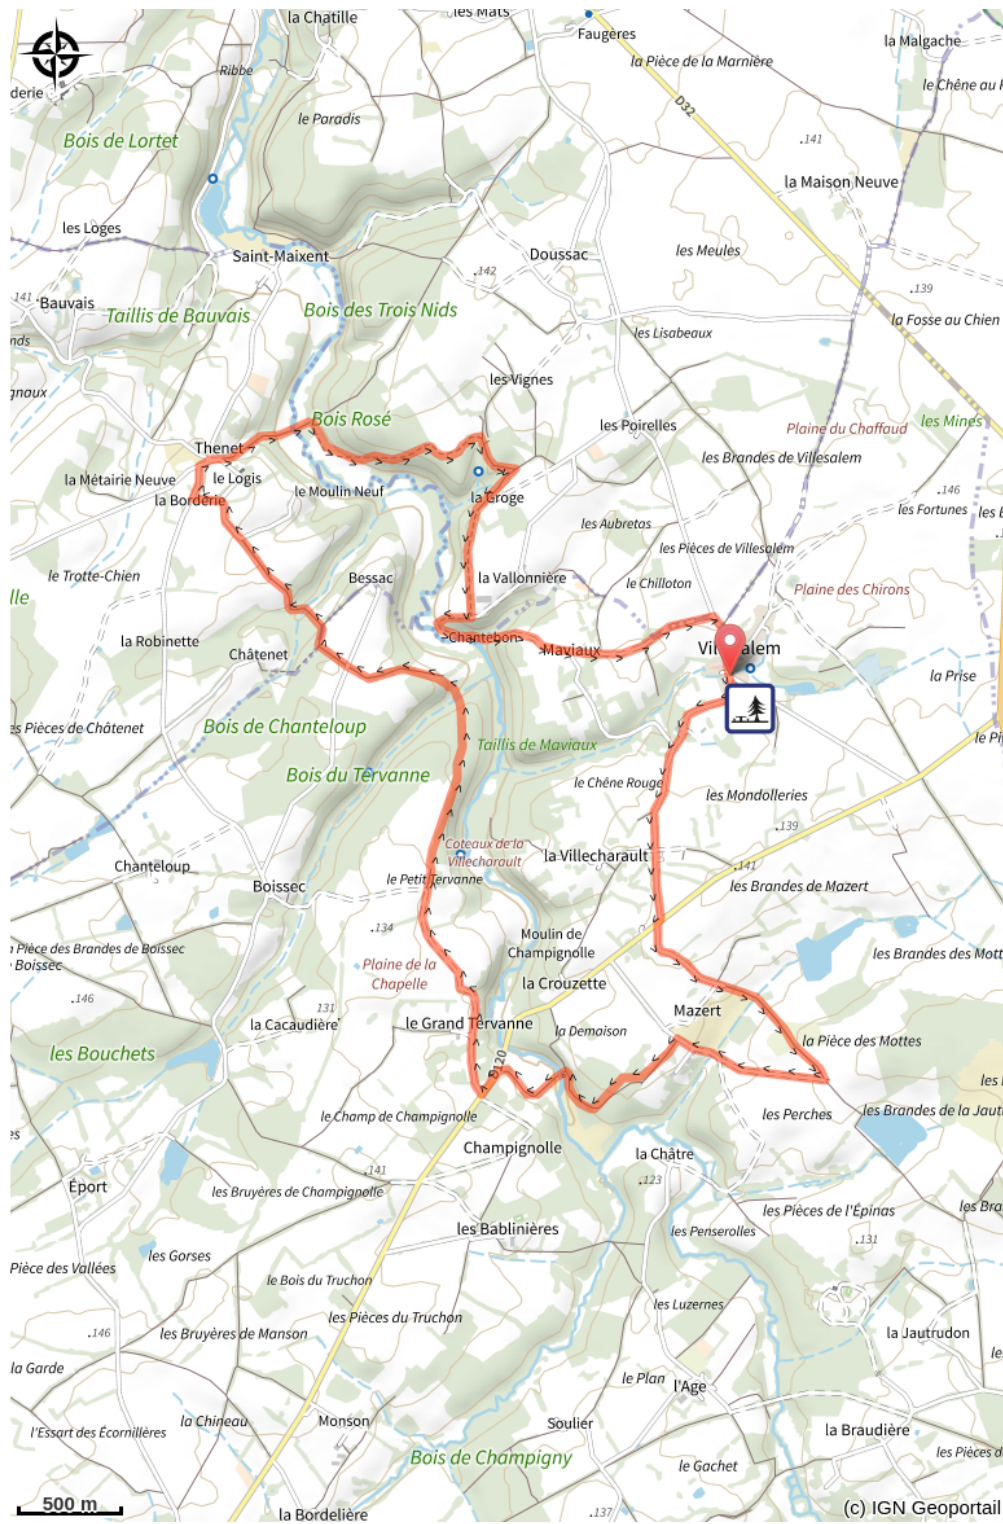 la Chatille
les Mats
Faugères
la Malgache
la Pièce de la Marnière
Ribbe
derie
le Chêne au
D32
le Paradis
Bois de Lortet
.141
la Maison Neuve
les Loges
Saint-Maixent
Doussac
les Meules
.142
.139
141
Bauvais
Taillis de Bauvais
Bois des Trois Nids
la Fosse au Chien
les Lisabeaux
nds
les Vignes
gnaux
Bois Rosé
les Poirelles
Plaine du Chaffaud
les Mines
Thenet
les Brandes de Villesalem
la Métairie Neuve
le Logis
le Moulin Neuf
la Borderie
la Groge
.146
les Fortunes
les Aubretas
les Pièces de Villesalem
le Trotte-Chien
Bessac
la Vallonnière
le Chilloton
Plaine des Chirons
lle
la Robinette
Chantebon
Châtenet
Maviaux
la Prise
es Pièces de Châtenet
Bois de Chanteloup
Taillis de Maviaux
le Pi
Bois du Tervanne
le Chêne Rouge
les Mondolleries
.139
Coteaux de la
Villecharault
la Villecharault
Chanteloup
.141
le Petit Tervanne
Boissec
les Brandes de Mazert
.134
Moulin de
Champignolle
Pièce des Brandes de Boissec
Boissec
les Brandes des Mott
Plaine de la
Chapelle
la Crouzette
.146
131
Mazert
la Cacaudière
le Grand Tervanne
la Demaison
les Bouchets
la Pièce des Mottes
les
le Champ de Champignolle
les Perches
les Brandes de la Jaut
Champignolle
la Châtre
.141
Éport
les Bruyères de Champignolle
.123
les Pièces de l'Épinas
les Bra
les Bablinières
les Penserolles
.131
les Gorses
Pièce des Vallées
le Bois du Truchon
les Luzernes
les Pièces du Truchon
.146
les Bruyères de Manson
la Jautrudon
la Garde
le Plan
l'Age
la Chineau
Monson
Soulier
l'Essart des Écornillères
la Braudière
Bois de Champigny
les Pièces d
le Gachet
500 m
la Bordelière
.137
(c) IGN Geoportail